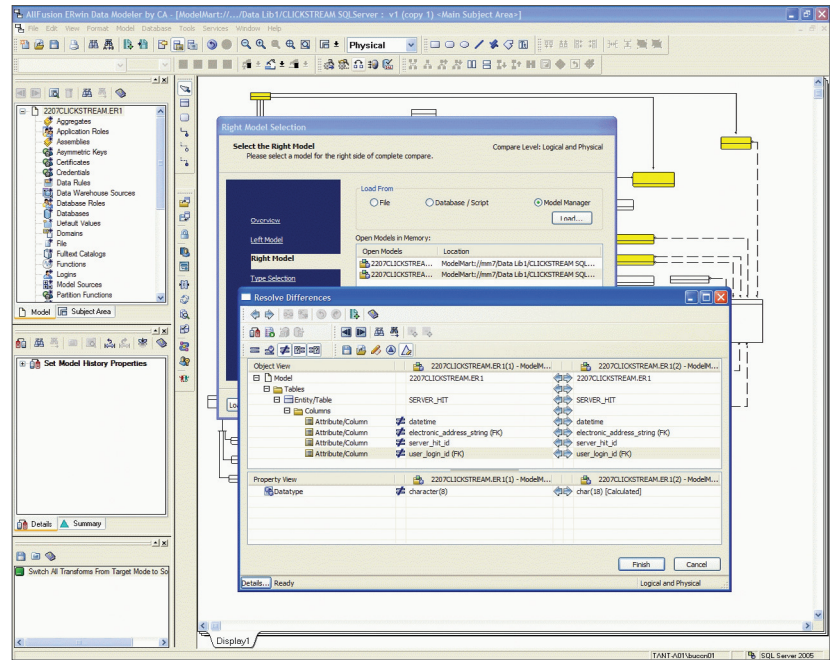 AllFusion ERwin Data Modeler by CA - [ModelMart://.../Data Lib1/CLICKSTREAM SQLServer : v1 (copy 1) <Main Subject Area>]
File Edit View Format Model Database Tools Services Window Help
Physical
2207CLICKSTREAM.ER1
Aggregates
Application Roles
Assemblies
Asymmetric Keys
Certificates
Credentials
Data Rules
Data Warehouse Sources
Database Roles
Databases
Default Values
Domains
File
Fulltext Catalogs
Functions
Logins
Model Sources
Partition Functions
Model Subject Area
Set Model History Properties
Details Summary
Switch All Transforms From Target Mode to So
Right Model Selection
Select the Right Model
Compare Level: Logical and Physical
Please select a model for the right side of complete compare.
Overview
Left Model
Right Model
Type Selection
Load From
File Database / Script Model Manager
Load...
Open Models in Memory:
Open Models Location
2207CLICKSTREA... ModelMart://mm7/Data Lib1/CLICKSTREAM SQL...
2207CLICKSTREA... ModelMart://mm7/Data Lib1/CLICKSTREAM SQL...
Lo
Resolve Differences
Object View 2207CLICKSTREAM.ER1(1) - ModelM... 2207CLICKSTREAM.ER1(2) - ModelM...
Model 2207CLICKSTREAM.ER1 2207CLICKSTREAM.ER1
Tables
Entity/Table SERVER_HIT SERVER_HIT
Columns
Attribute/Column datetime datetime
Attribute/Column electronic_address_string (FK) electronic_address_string (FK)
Attribute/Column server_hit_id server_hit_id
Attribute/Column user_login_id (FK) user_login_id (FK)
Property View 2207CLICKSTREAM.ER1(1) - ModelM... 2207CLICKSTREAM.ER1(2) - ModelM...
Datatype character(8) char(18) [Calculated]
Finish Cancel
Details... Ready Logical and Physical
Display1
TANT-A01\buccn01 SQL Server 2005